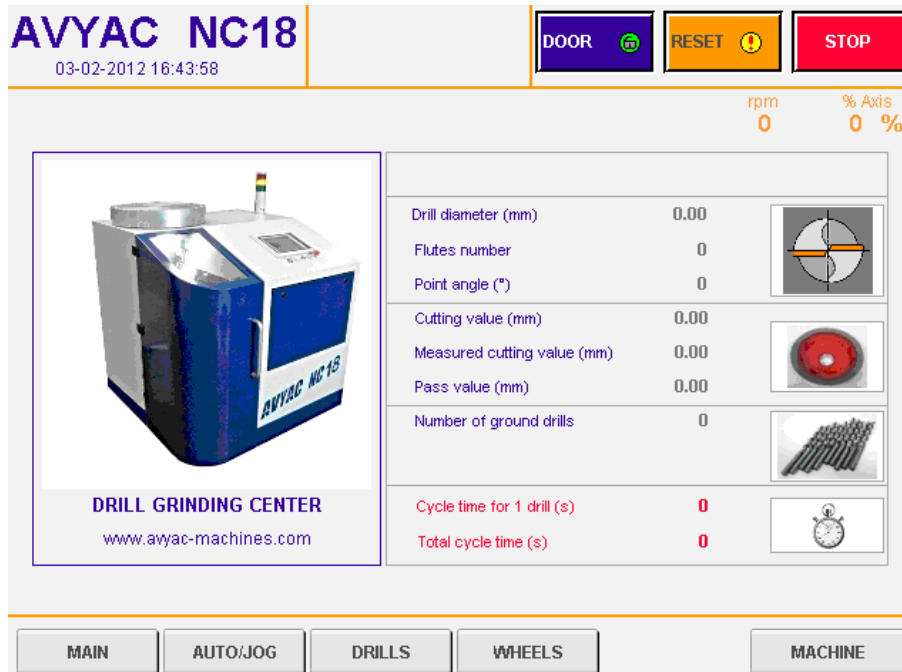 AVYAC NC18
03-02-2012 16:43:58
DOOR
RESET
STOP
rpm
0
% Axis
0 %
AVYAC NC18
DRILL GRINDING CENTER
www.avyac-machines.com
Drill diameter (mm) 0.00
Flutes number 0
Point angle (°) 0
Cutting value (mm) 0.00
Measured cutting value (mm) 0.00
Pass value (mm) 0.00
Number of ground drills 0
Cycle time for 1 drill (s) 0
Total cycle time (s) 0
MAIN
AUTO/JOG
DRILLS
WHEELS
MACHINE